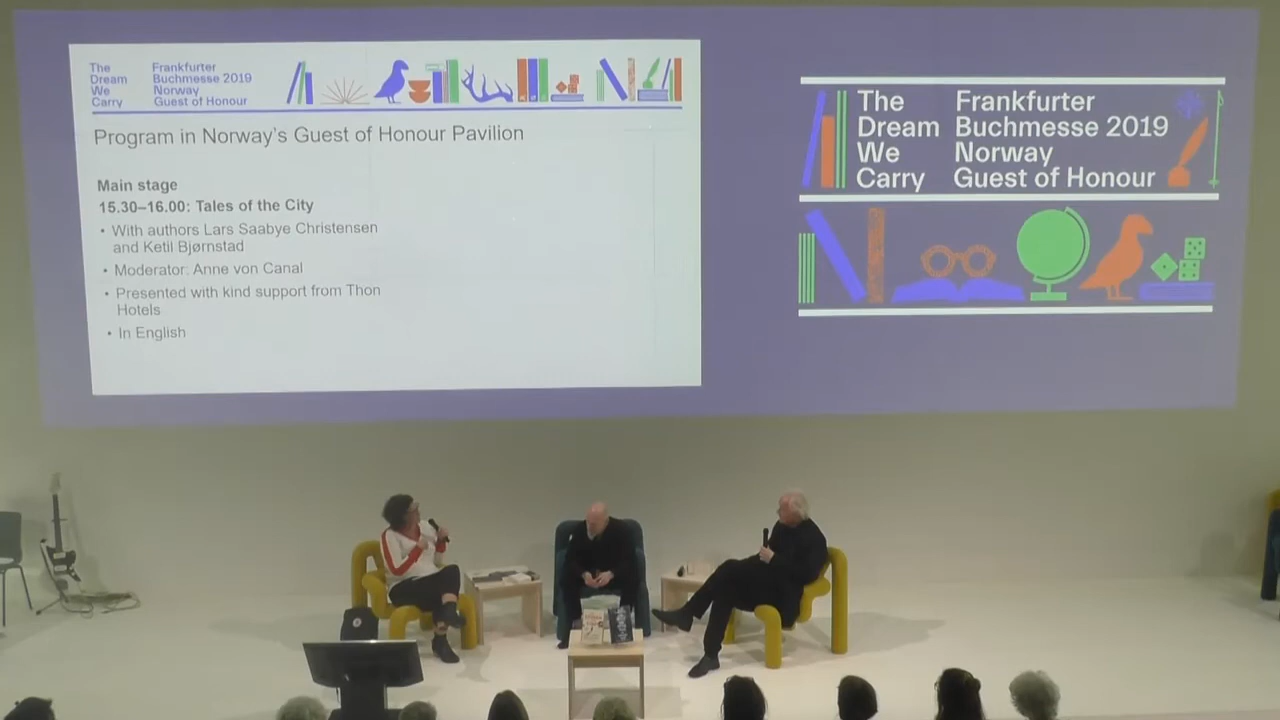 The
Dream
We
Carry
Frankfurter
Buchmesse 2019
Norway
Guest of Honour
Program in Norway's Guest of Honour Pavilion
Main stage
15.30–16.00: Tales of the City
• With authors Lars Saabye Christensen
and Ketil Bjørnstad
• Moderator: Anne von Canal
• Presented with kind support from Thon
Hotels
• In English
The
Dream
We
Carry
Frankfurter
Buchmesse 2019
Norway
Guest of Honour